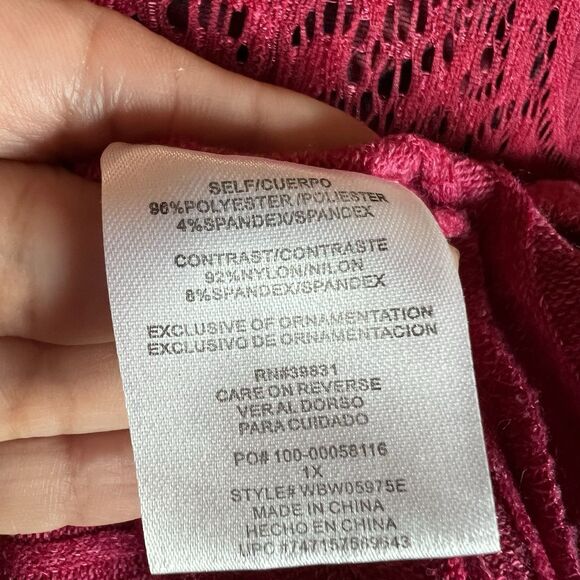 SELF/CUERPO
96%POLYESTER/POLIESTER
4%SPANDEX/SPANDEX
CONTRAST/CONTRASTE
92%NYLON/NILON
8%SPANDEX/SPANDEX
EXCLUSIVE OF ORNAMENTATION
EXCLUSIVO DE ORNAMENTACION
RN#39831
CARE ON REVERSE
VER AL DORSO
PARA CUIDADO
PO# 100-00058116
1X
STYLE# WBW05975E
MADE IN CHINA
HECHO EN CHINA
UPC #747157569643